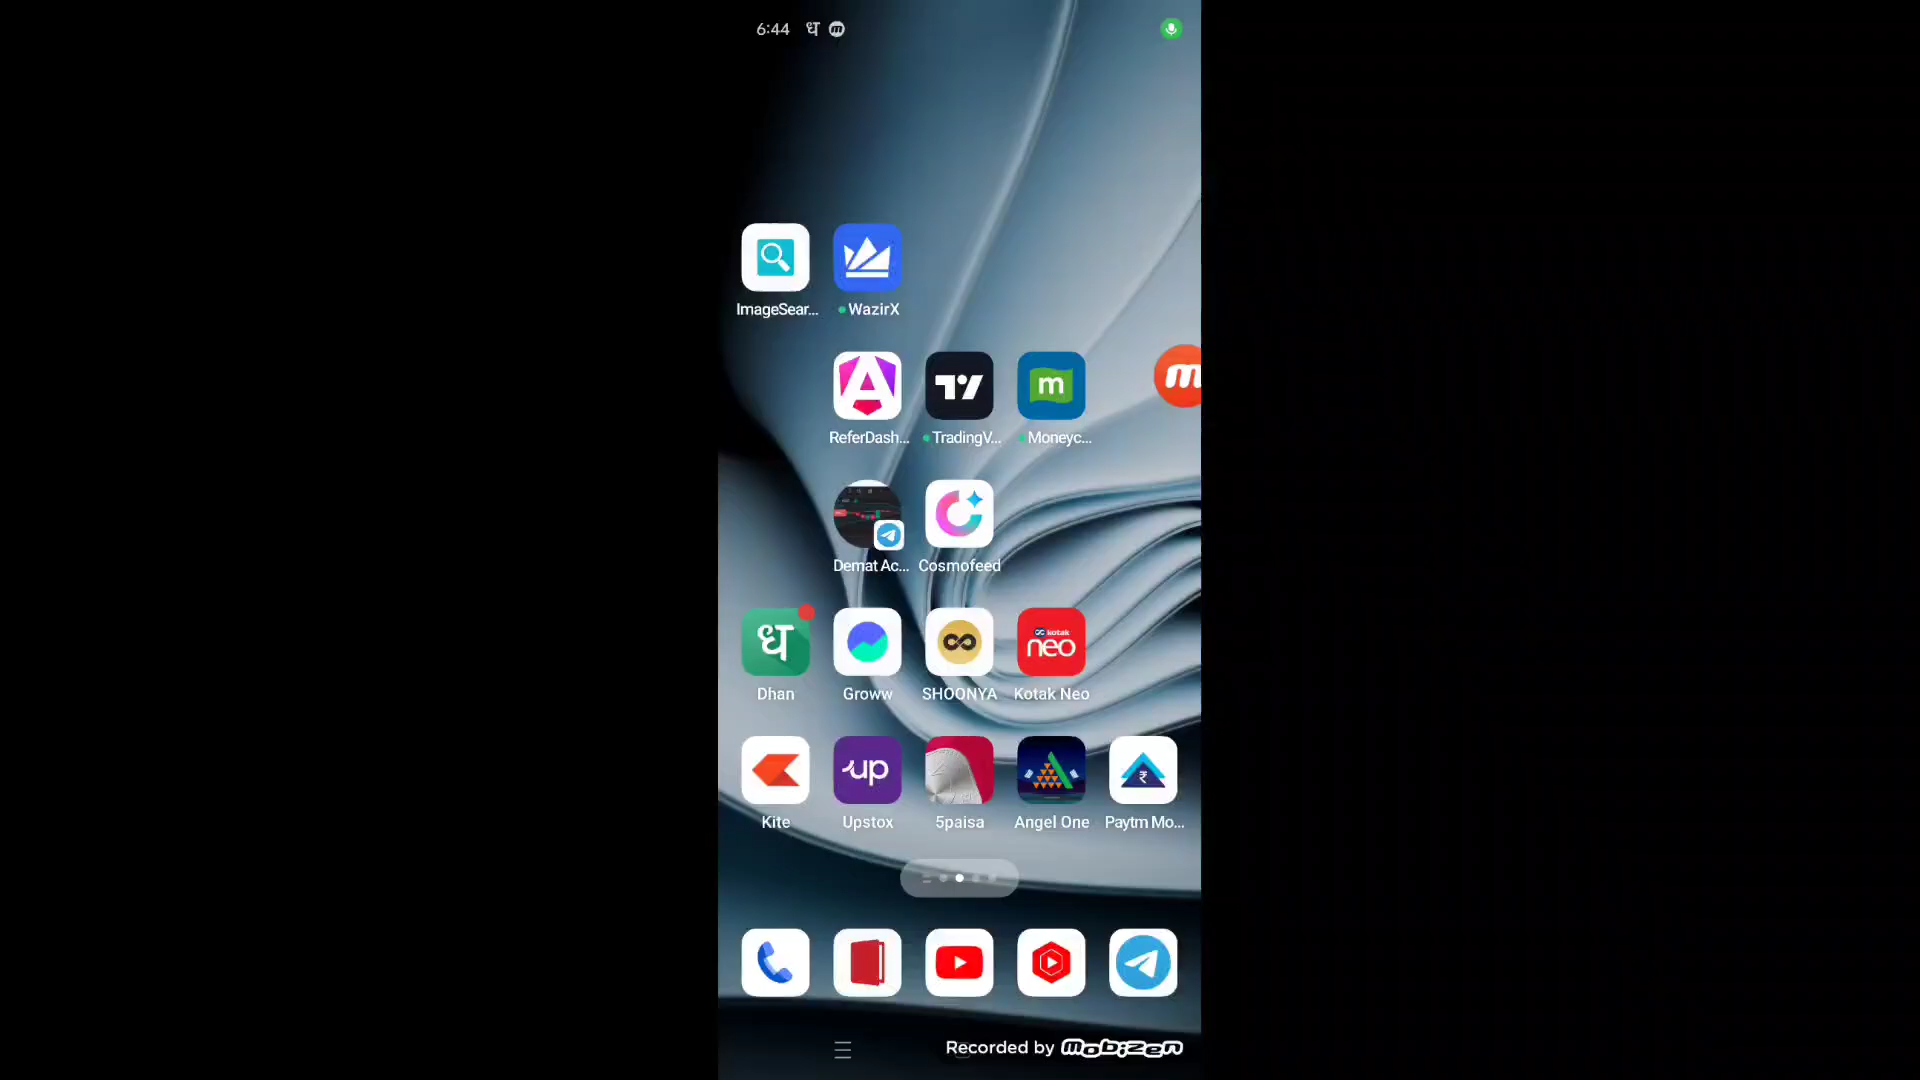 6:44 ध m
ImageSear... WazirX
m
m
ReferDash... TradingV... Moneyc...
Demat Ac... Cosmofeed
ध kotak neo
Dhan Groww SHOONYA Kotak Neo
up ₹
Kite Upstox 5paisa Angel One Paytm Mo...
Recorded by mobizen